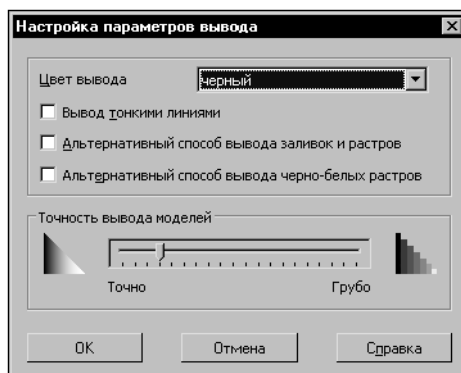 Настройка параметров вывода
Цвет вывода черный
Вывод тонкими линиями
Альтернативный способ вывода заливок и растров
Альтернативный способ вывода черно-белых растров
Точность вывода моделей
Точно Грубо
ОК Отмена Справка